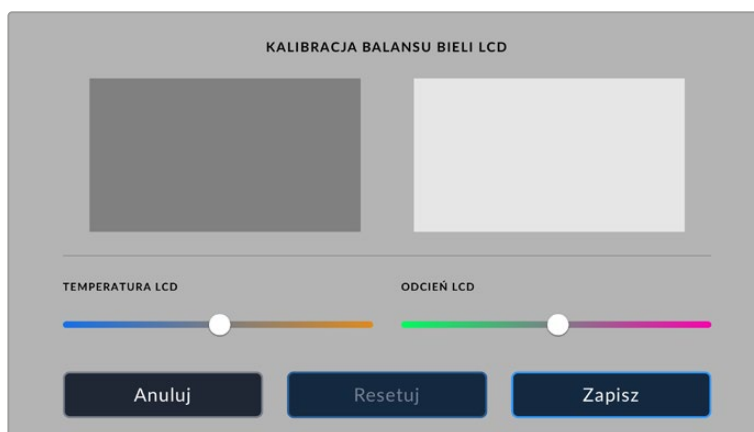 KALIBRACJA BALANSU BIELI LCD
TEMPERATURA LCD
ODCIEŃ LCD
Anuluj
Resetuj
Zapisz